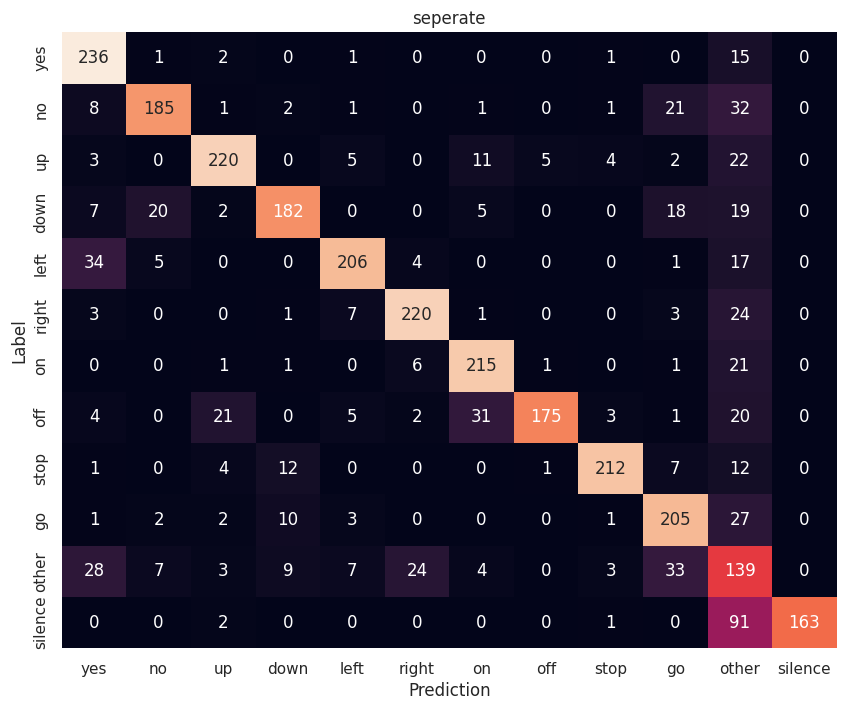 seperate
yes 236 1 2 0 1 0 0 0 1 0 15 0
no 8 185 1 2 1 0 1 0 1 21 32 0
up 3 0 220 0 5 0 11 5 4 2 22 0
down 7 20 2 182 0 0 5 0 0 18 19 0
left 34 5 0 0 206 4 0 0 0 1 17 0
right 3 0 0 1 7 220 1 0 0 3 24 0
on 0 0 1 1 0 6 215 1 0 1 21 0
off 4 0 21 0 5 2 31 175 3 1 20 0
stop 1 0 4 12 0 0 0 1 212 7 12 0
go 1 2 2 10 3 0 0 0 1 205 27 0
other 28 7 3 9 7 24 4 0 3 33 139 0
silence 0 0 2 0 0 0 0 0 1 0 91 163
yes no up down left right on off stop go other silence
Prediction
Label